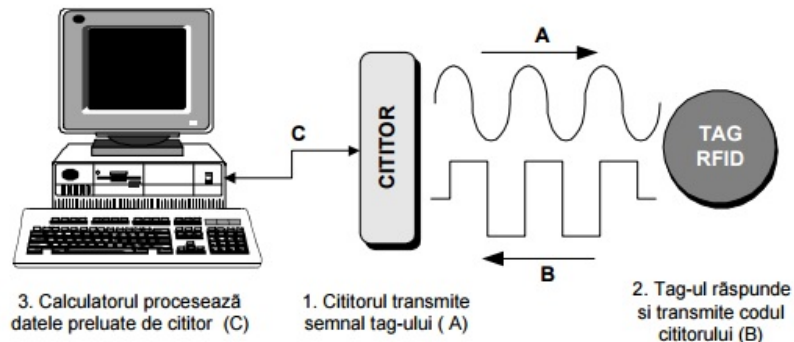 A
C
CITITOR
TAG
RFID
B
3. Calculatorul procesează
datele preluate de cititor (C)
1. Cititorul transmite
semnal tag-ului ( A)
2. Tag-ul răspunde
si transmite codul
cititorului (B)